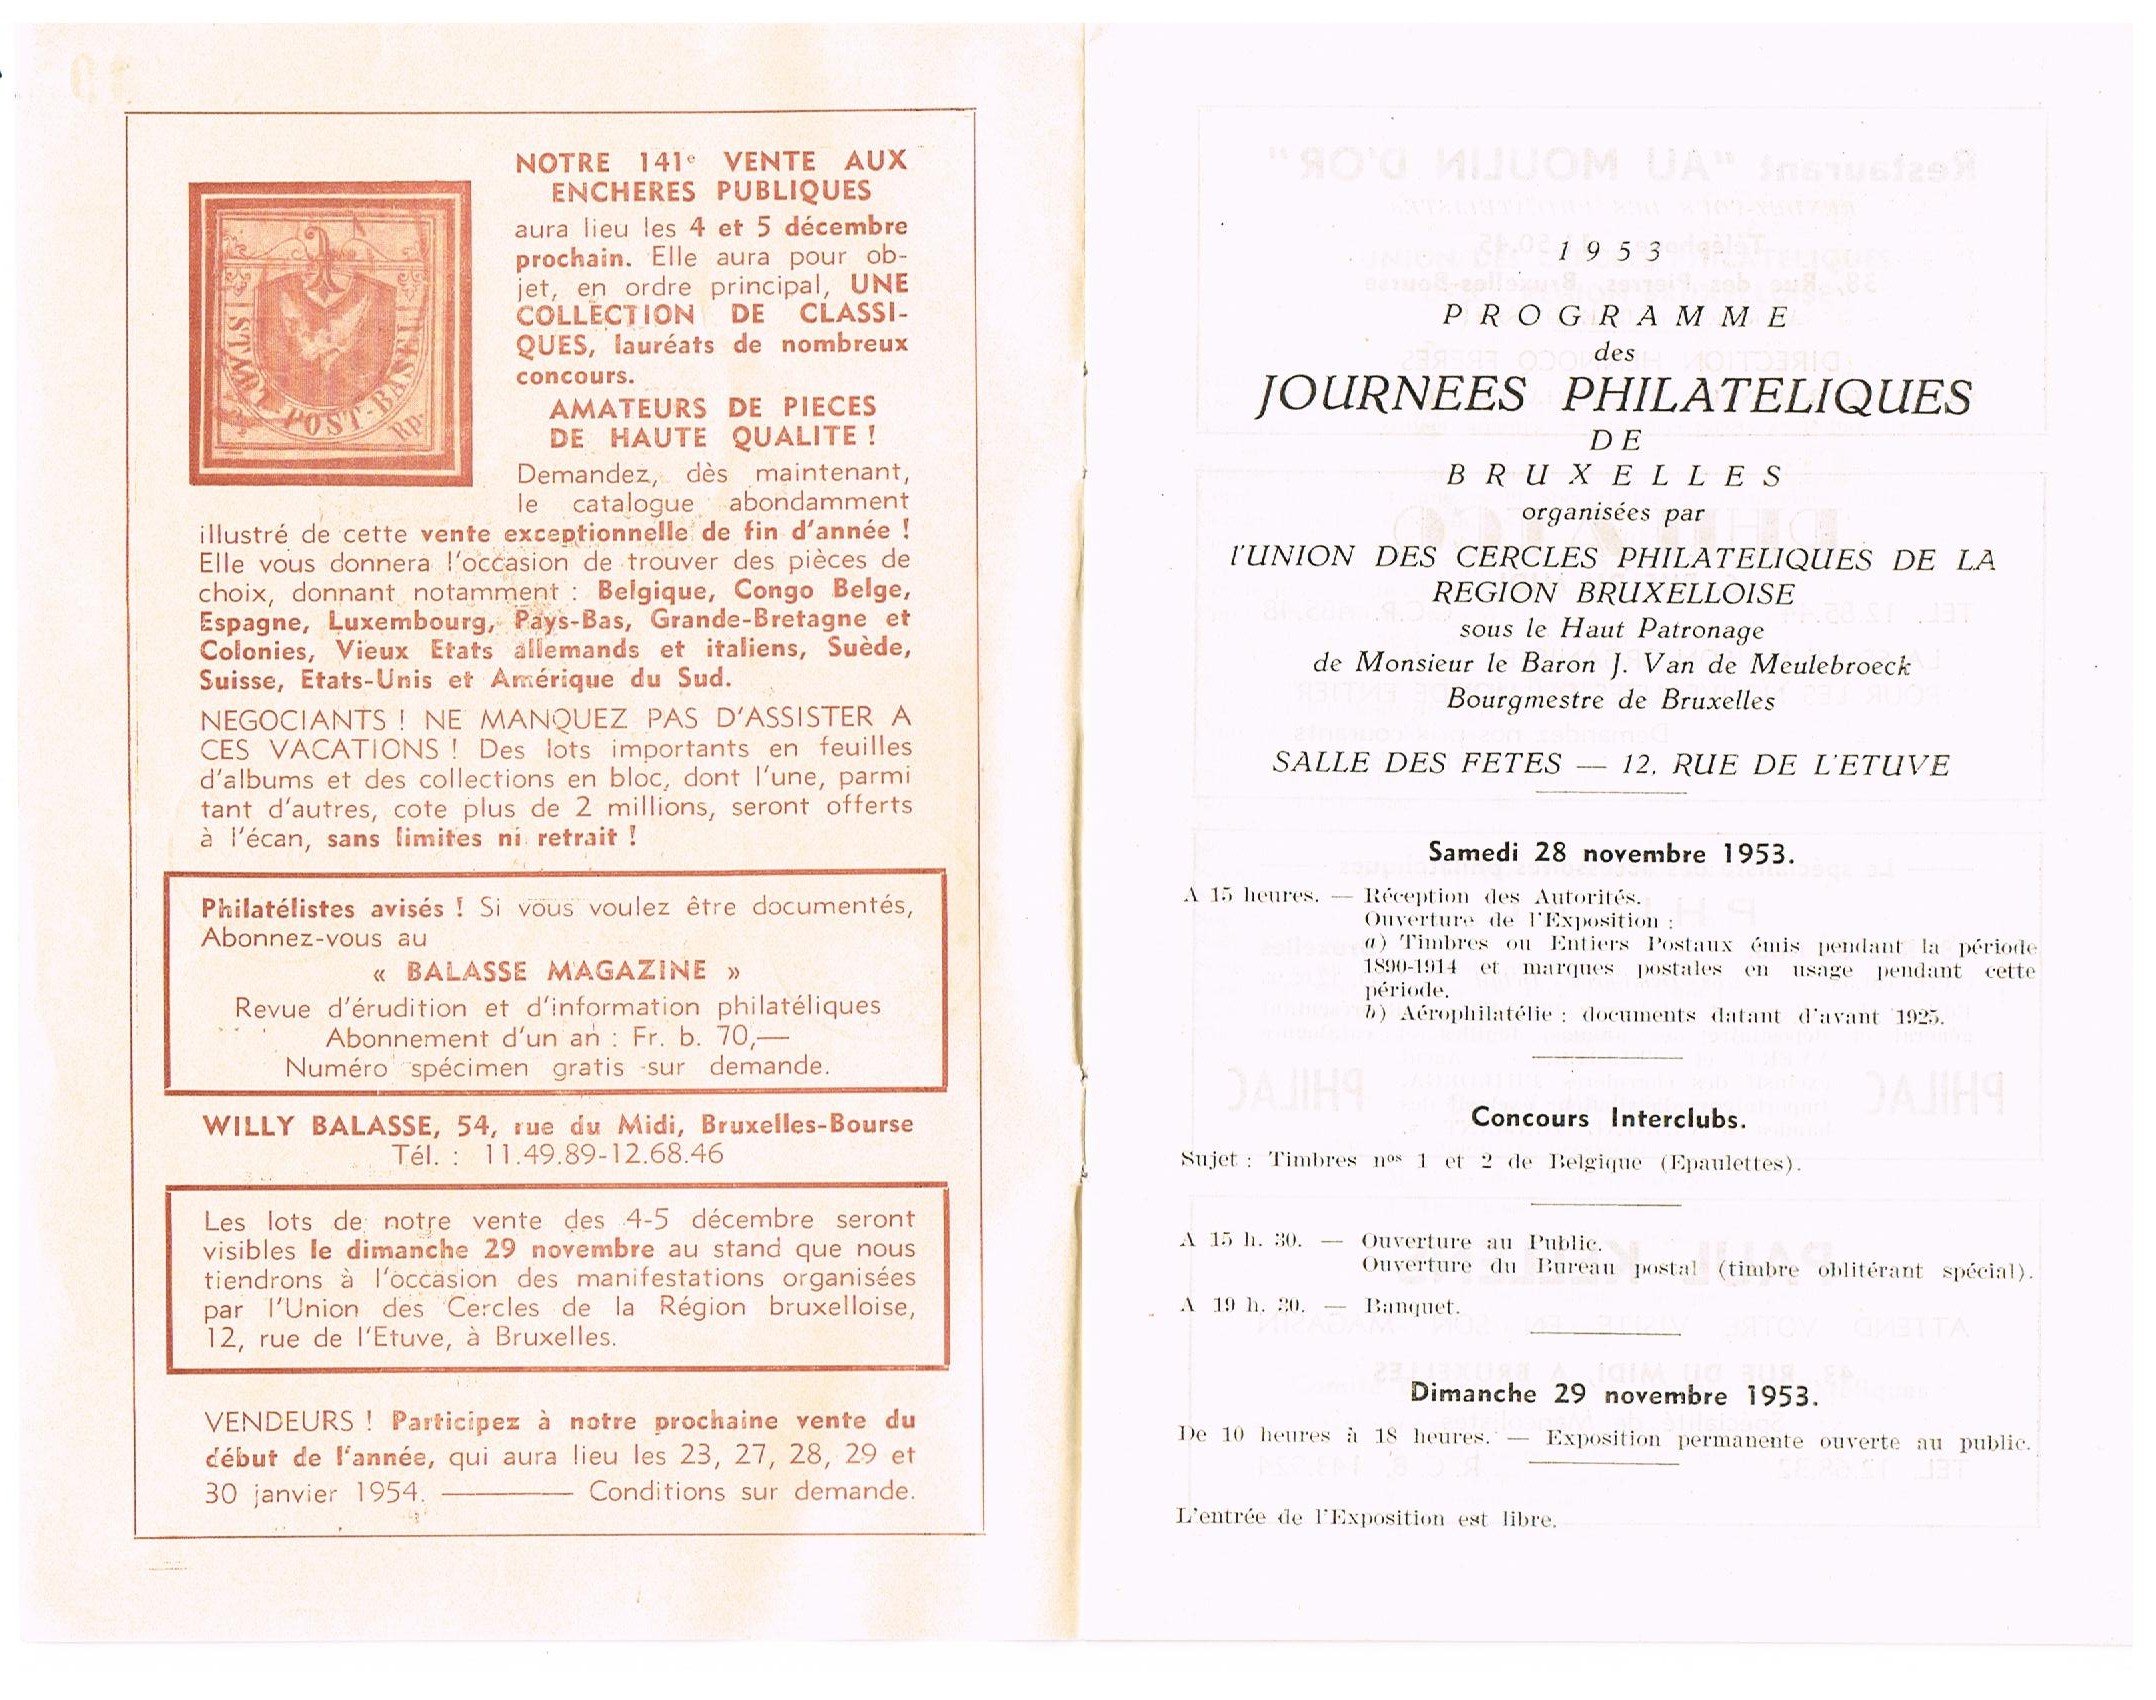 NOTRE 141e VENTE AUX
ENCHERES PUBLIQUES
aura lieu les 4 et 5 décembre
prochain. Elle aura pour ob-
jet, en ordre principal, UNE
COLLECTION DE CLASSI-
QUES, lauréats de nombreux
concours.
AMATEURS DE PIECES
DE HAUTE QUALITE !
Demandez, dès maintenant,
le catalogue abondamment
illustré de cette vente exceptionnelle de fin d'année !
Elle vous donnera l'occasion de trouver des pièces de
choix, donnant notamment : Belgique, Congo Belge,
Espagne, Luxembourg, Pays-Bas, Grande-Bretagne et
Colonies, Vieux Etats allemands et italiens, Suède,
Suisse, Etats-Unis et Amérique du Sud.
NEGOCIANTS ! NE MANQUEZ PAS D'ASSISTER A
CES VACATIONS ! Des lots importants en feuilles
d'albums et des collections en bloc, dont l'une, parmi
tant d'autres, cote plus de 2 millions, seront offerts
à l'écan, sans limites ni retrait !
Philatélistes avisés ! Si vous voulez être documentés,
Abonnez-vous au
« BALASSE MAGAZINE »
Revue d'érudition et d'information philatéliques
Abonnement d'un an : Fr. b. 70,—
Numéro spécimen gratis sur demande.
WILLY BALASSE, 54, rue du Midi, Bruxelles-Bourse
Tél. : 11.49.89-12.68.46
Les lots de notre vente des 4-5 décembre seront
visibles le dimanche 29 novembre au stand que nous
tiendrons à l'occasion des manifestations organisées
par l'Union des Cercles de la Région bruxelloise,
12, rue de l'Etuve, à Bruxelles.
VENDEURS ! Participez à notre prochaine vente du
début de l'année, qui aura lieu les 23, 27, 28, 29 et
30 janvier 1954. ——— Conditions sur demande.
STADT-POST-BASEL
Rp.
1953
PROGRAMME
des
JOURNEES PHILATELIQUES
DE
BRUXELLES
organisées par
l'UNION DES CERCLES PHILATELIQUES DE LA
REGION BRUXELLOISE
sous le Haut Patronage
de Monsieur le Baron J. Van de Meulebroeck
Bourgmestre de Bruxelles
SALLE DES FETES — 12, RUE DE L'ETUVE
Samedi 28 novembre 1953.
A 15 heures. — Réception des Autorités.
Ouverture de l'Exposition :
a) Timbres ou Entiers Postaux émis pendant la période
1890-1914 et marques postales en usage pendant cette
période.
b) Aérophilatélie : documents datant d'avant 1925.
Concours Interclubs.
Sujet : Timbres nos 1 et 2 de Belgique (Epaulettes).
A 15 h. 30. — Ouverture au Public.
Ouverture du Bureau postal (timbre oblitérant spécial).
A 19 h. 30. — Banquet.
Dimanche 29 novembre 1953.
De 10 heures à 18 heures. — Exposition permanente ouverte au public.
L'entrée de l'Exposition est libre.